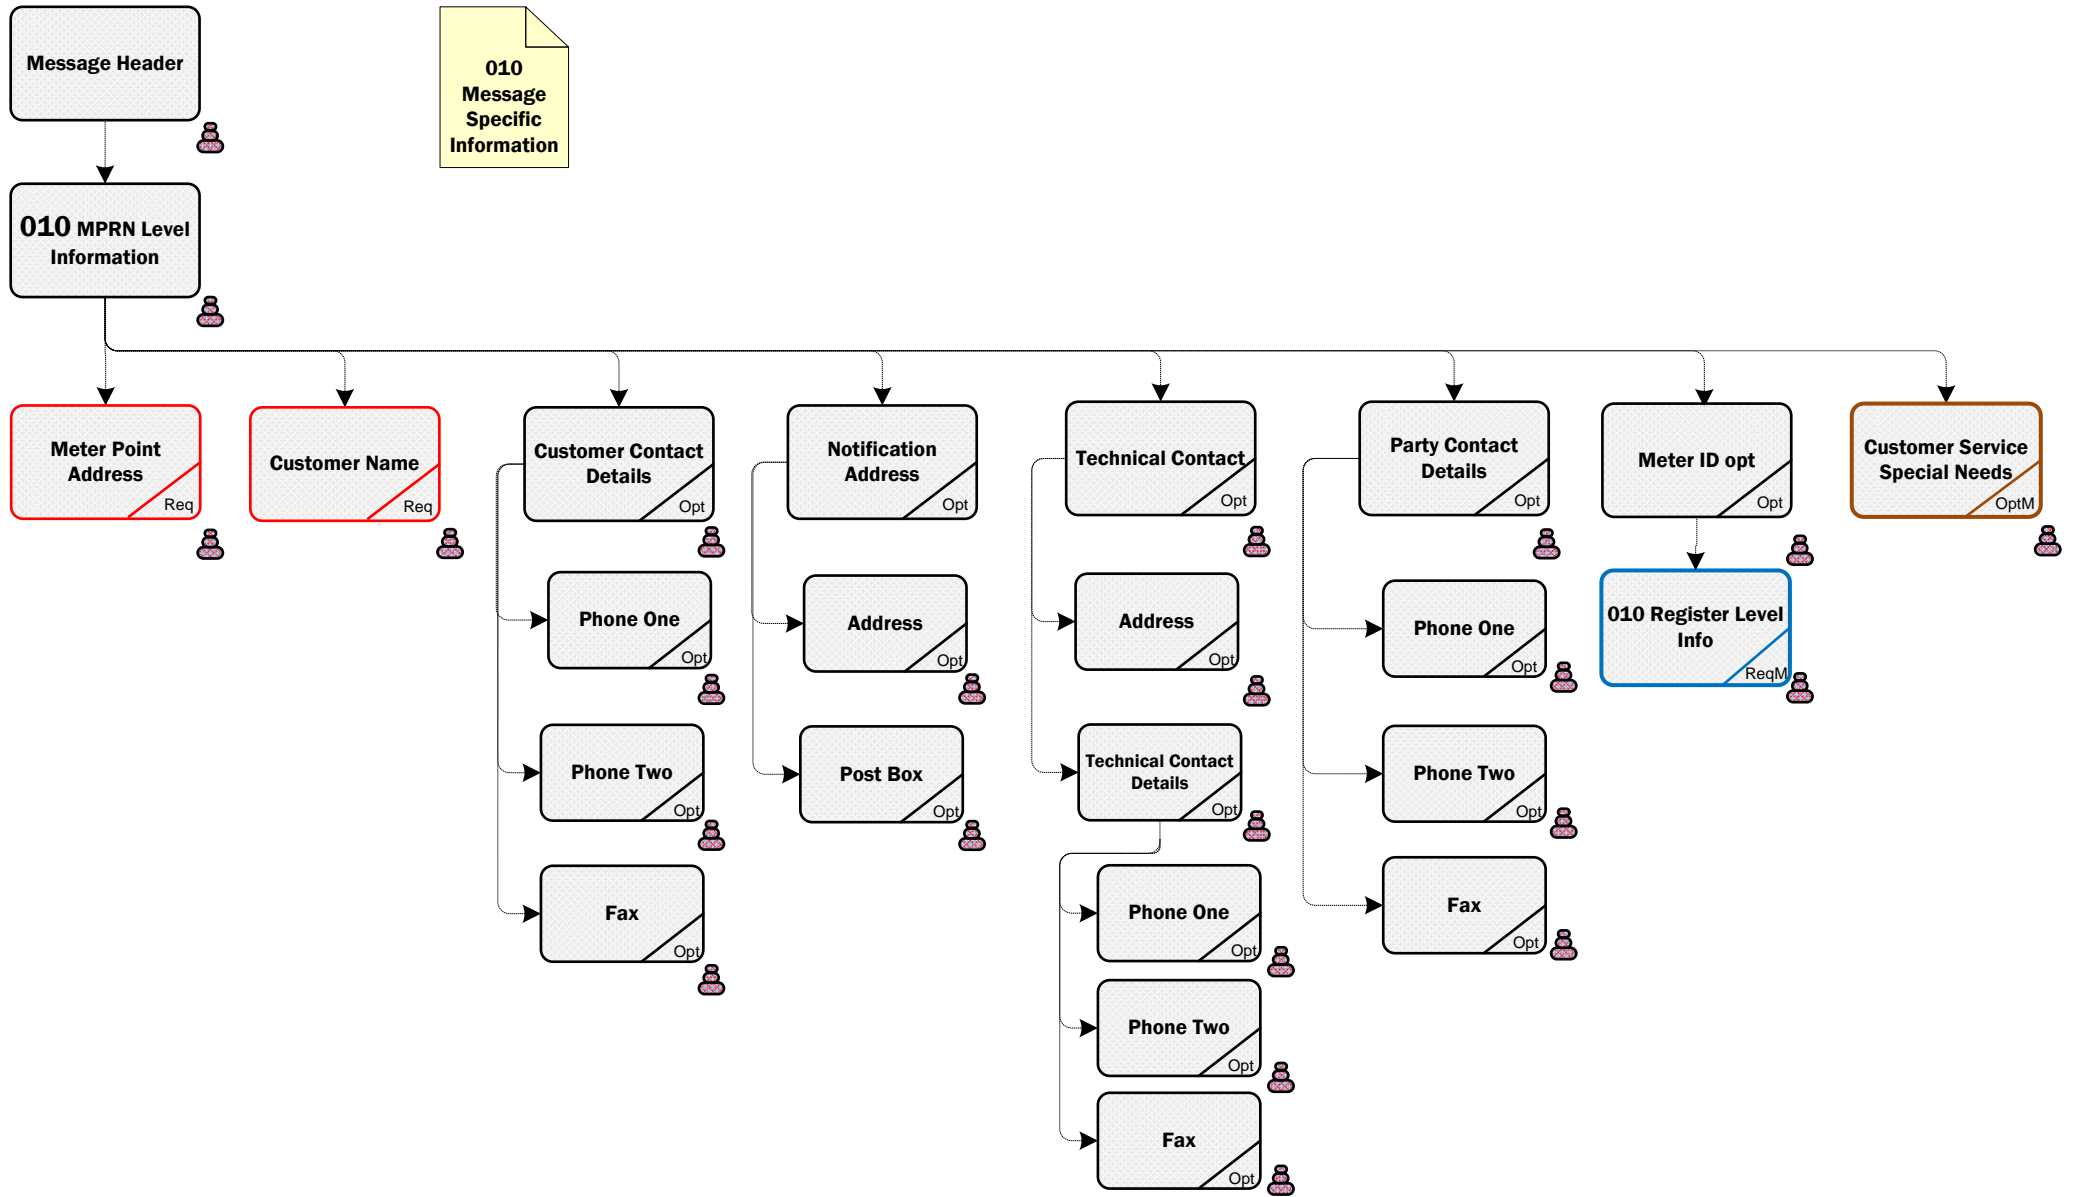 Message Header
010
Message
Specific
Information
010 MPRN Level
Information
Meter Point
Address
Req
Customer Name
Req
Customer Contact
Details
Opt
Notification
Address
Opt
Technical Contact
Opt
Party Contact
Details
Opt
Meter ID opt
Opt
Customer Service
Special Needs
OptM
Phone One
Opt
Address
Opt
Address
Opt
Phone One
Opt
010 Register Level
Info
ReqM
Phone Two
Opt
Post Box
Opt
Technical Contact
Details
Opt
Phone Two
Opt
Fax
Opt
Phone One
Opt
Fax
Opt
Phone Two
Opt
Fax
Opt